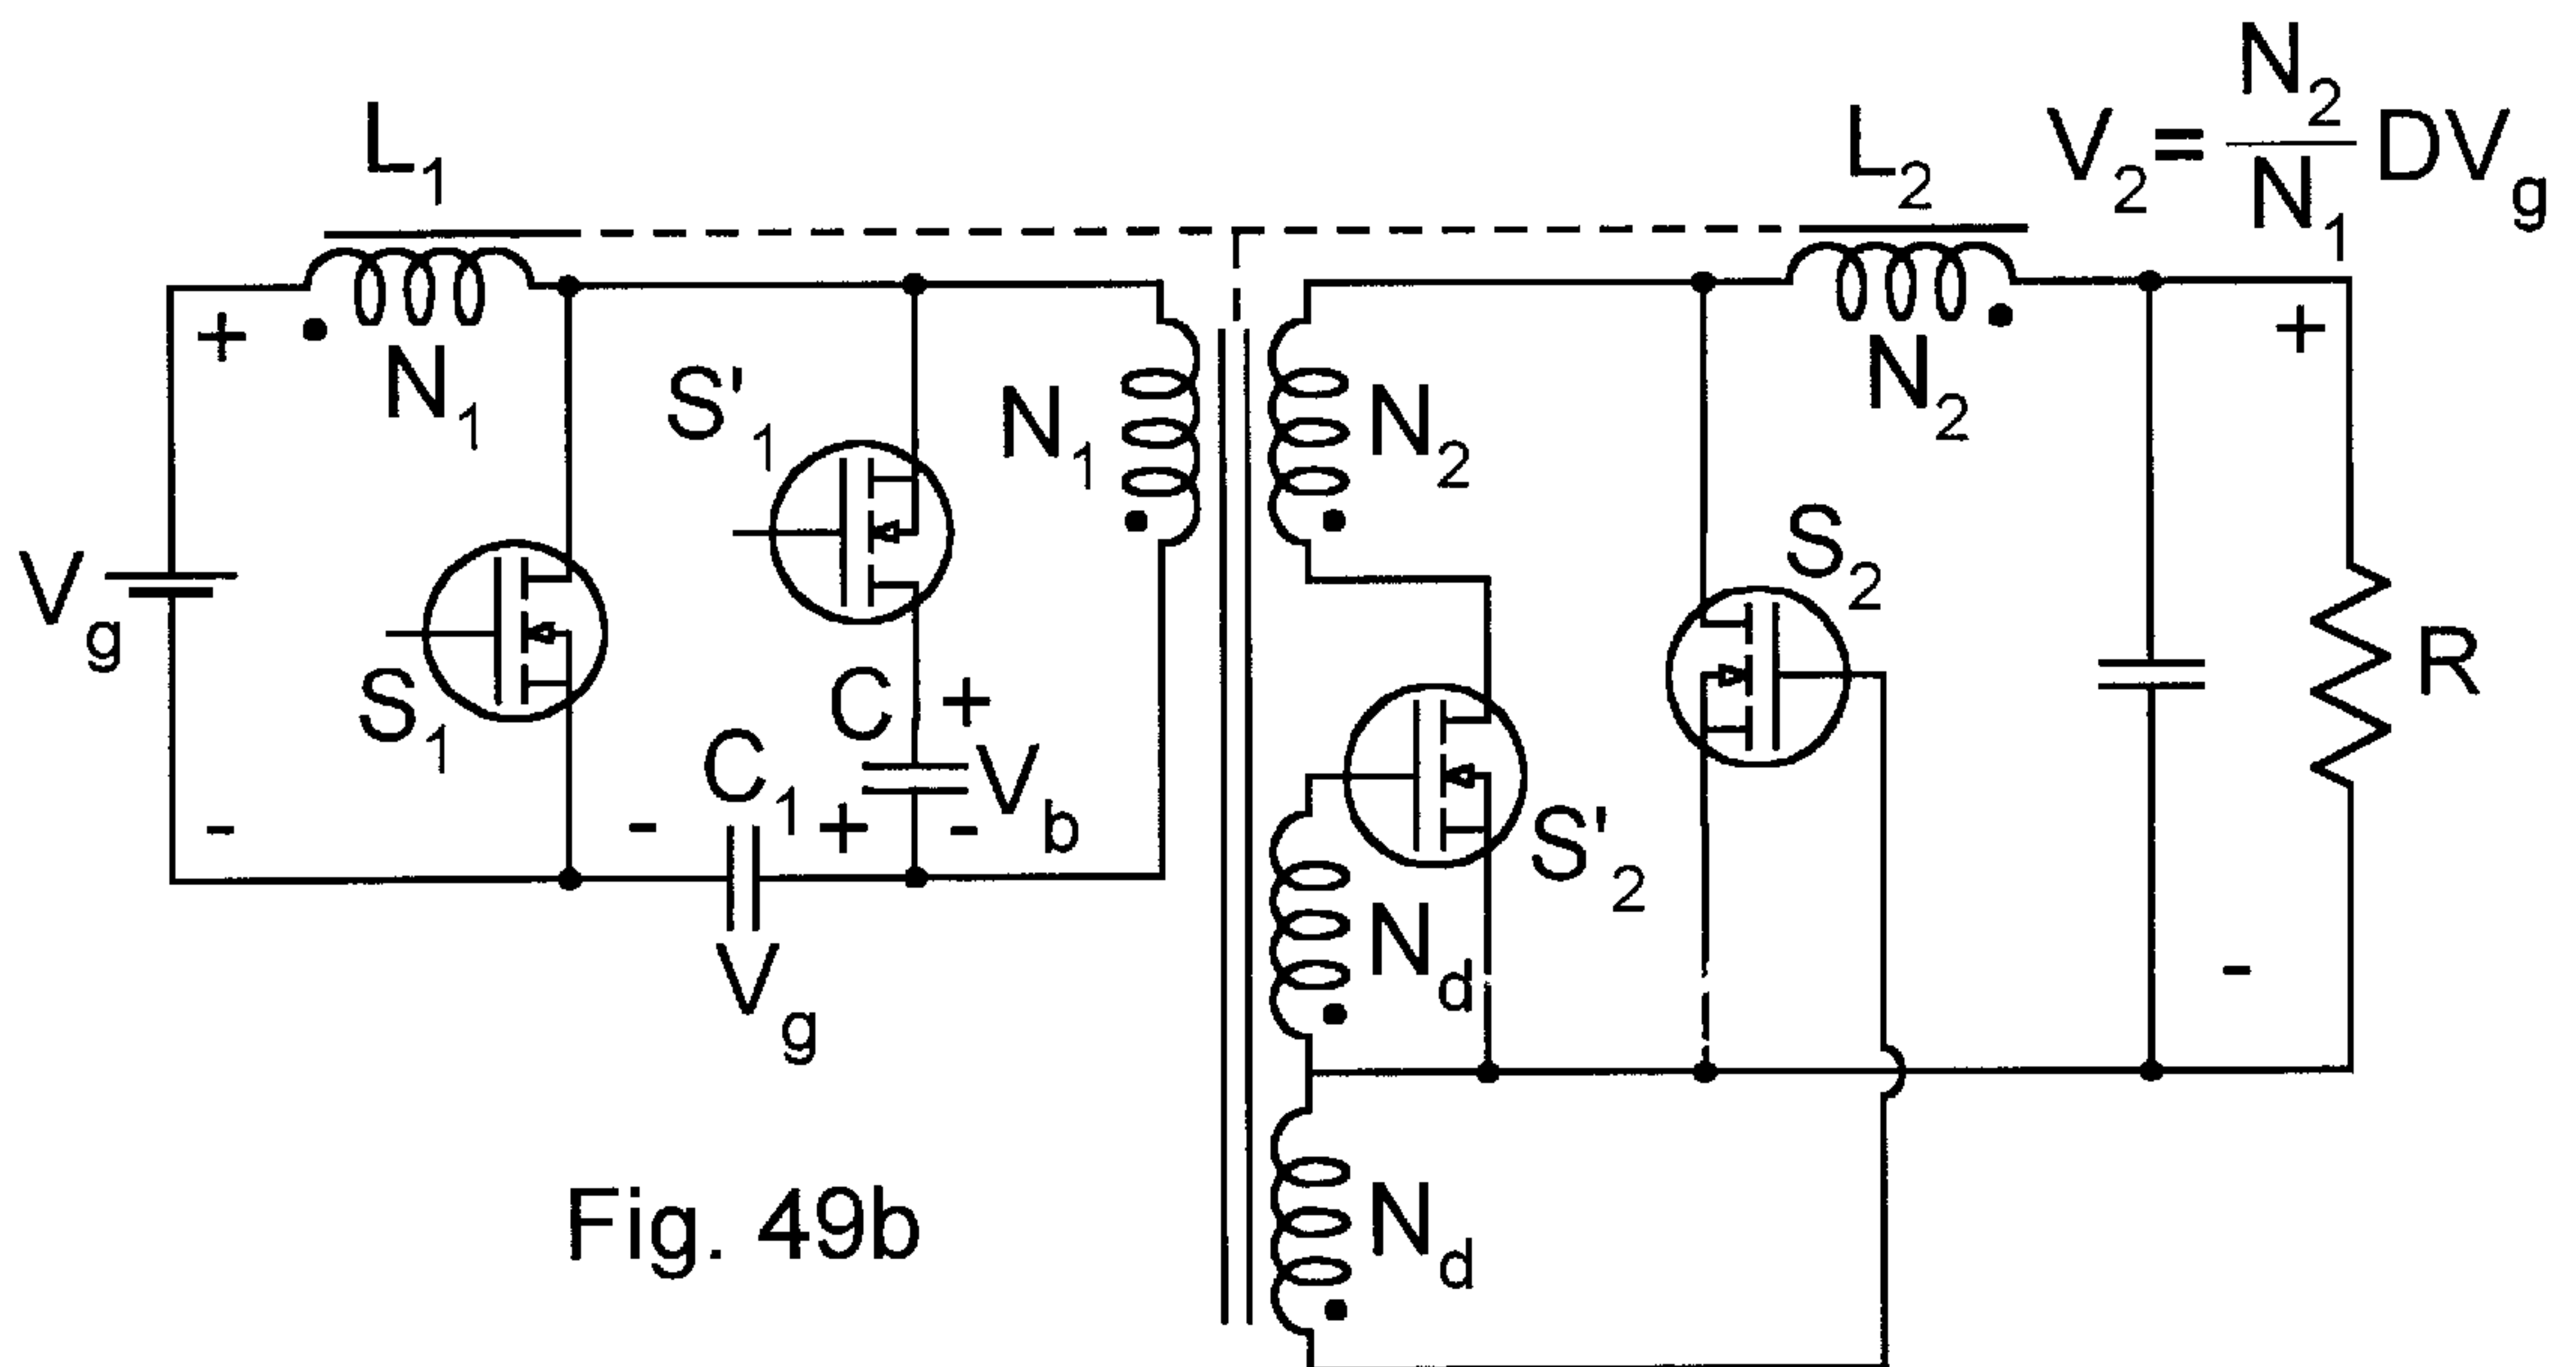 L1
N1
Vg
+
-
S1
S'1
C
+
Vb
-
C1
-
+
Vg
N1
N2
Nd
Nd
S'2
S2
L2
N2
V2 = N2/N1 DVg
+
-
R
Fig. 49b